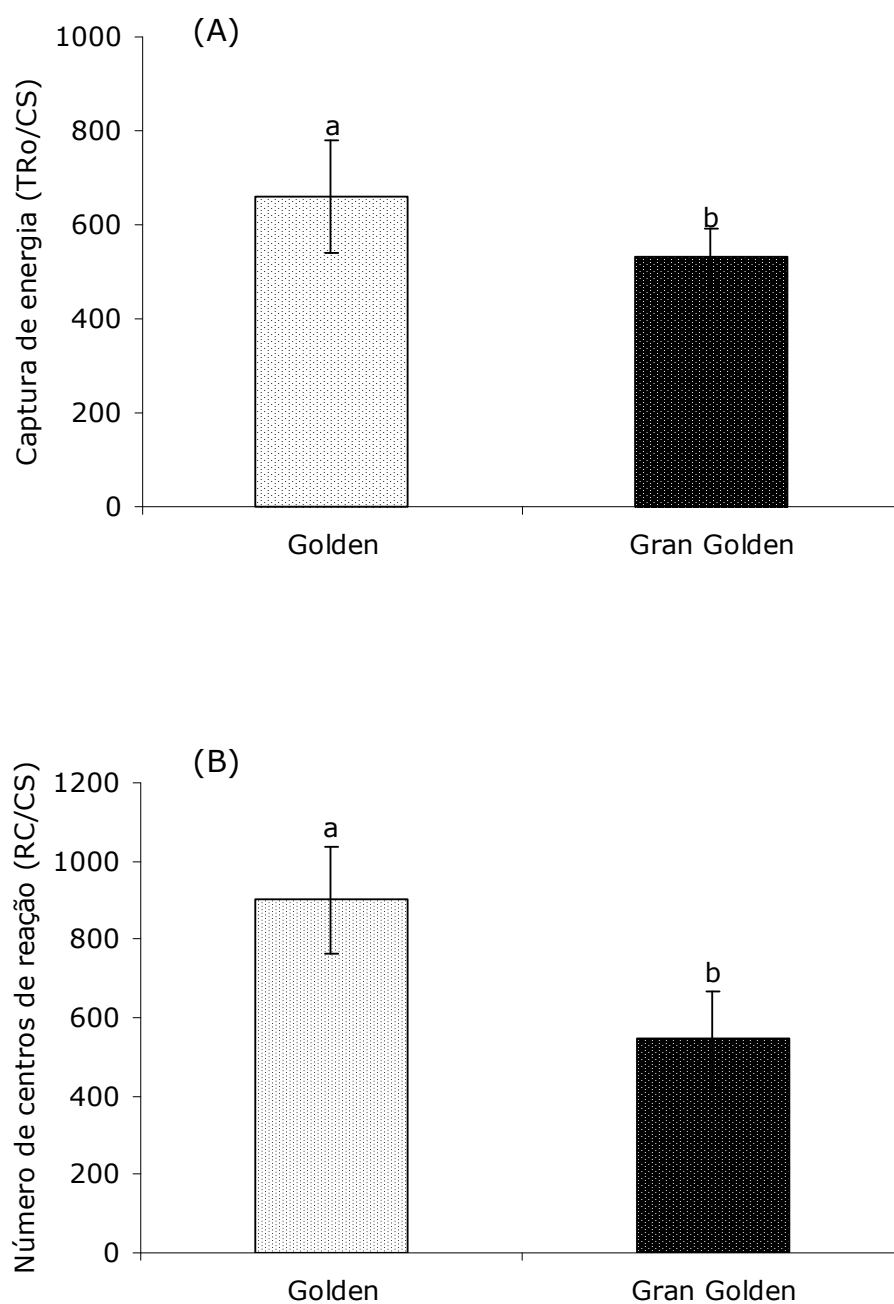 (A)
Captura de energia (TRo/CS)
1000
800
600
400
200
0
a
b
Golden Gran Golden
(B)
Número de centros de reação (RC/CS)
1200
1000
800
600
400
200
0
a
b
Golden Gran Golden